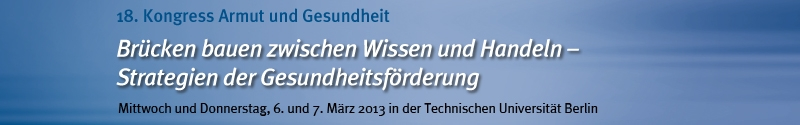 18. Kongress Armut und Gesundheit
Brücken bauen zwischen Wissen und Handeln –
Strategien der Gesundheitsförderung
Mittwoch und Donnerstag, 6. und 7. März 2013 in der Technischen Universität Berlin